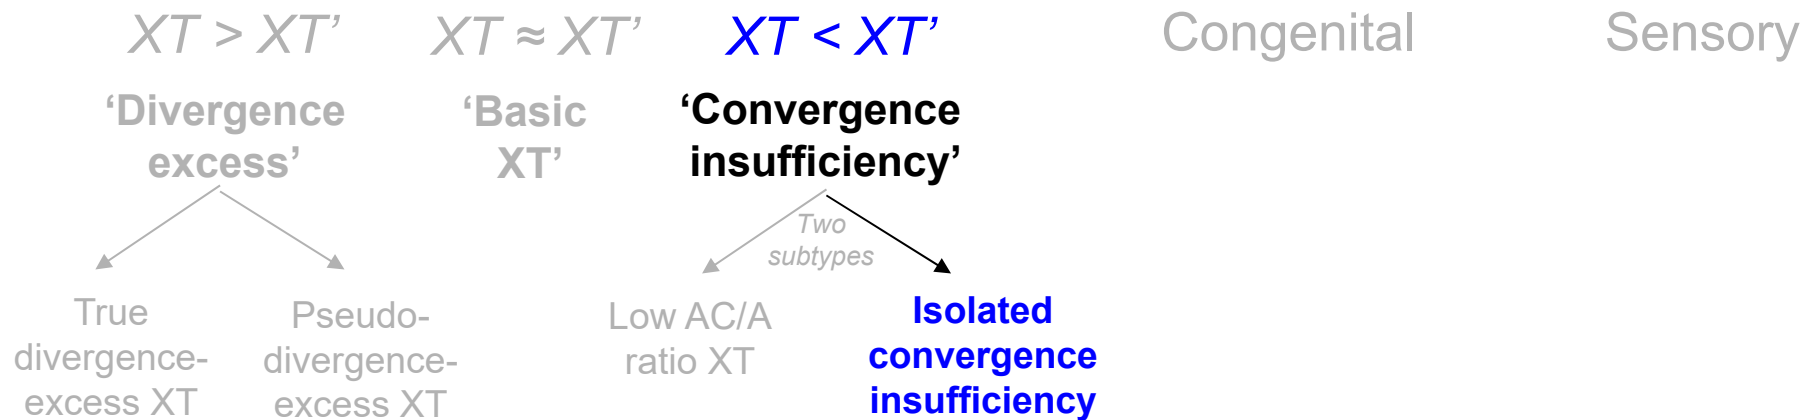 XT > XT’ XT ≈ XT’ XT < XT’ Congenital Sensory
‘Divergence
excess’
‘Basic
XT’
‘Convergence
insufficiency’
Two
subtypes
True
divergence-
excess XT
Pseudo-
divergence-
excess XT
Low AC/A
ratio XT
Isolated
convergence
insufficiency